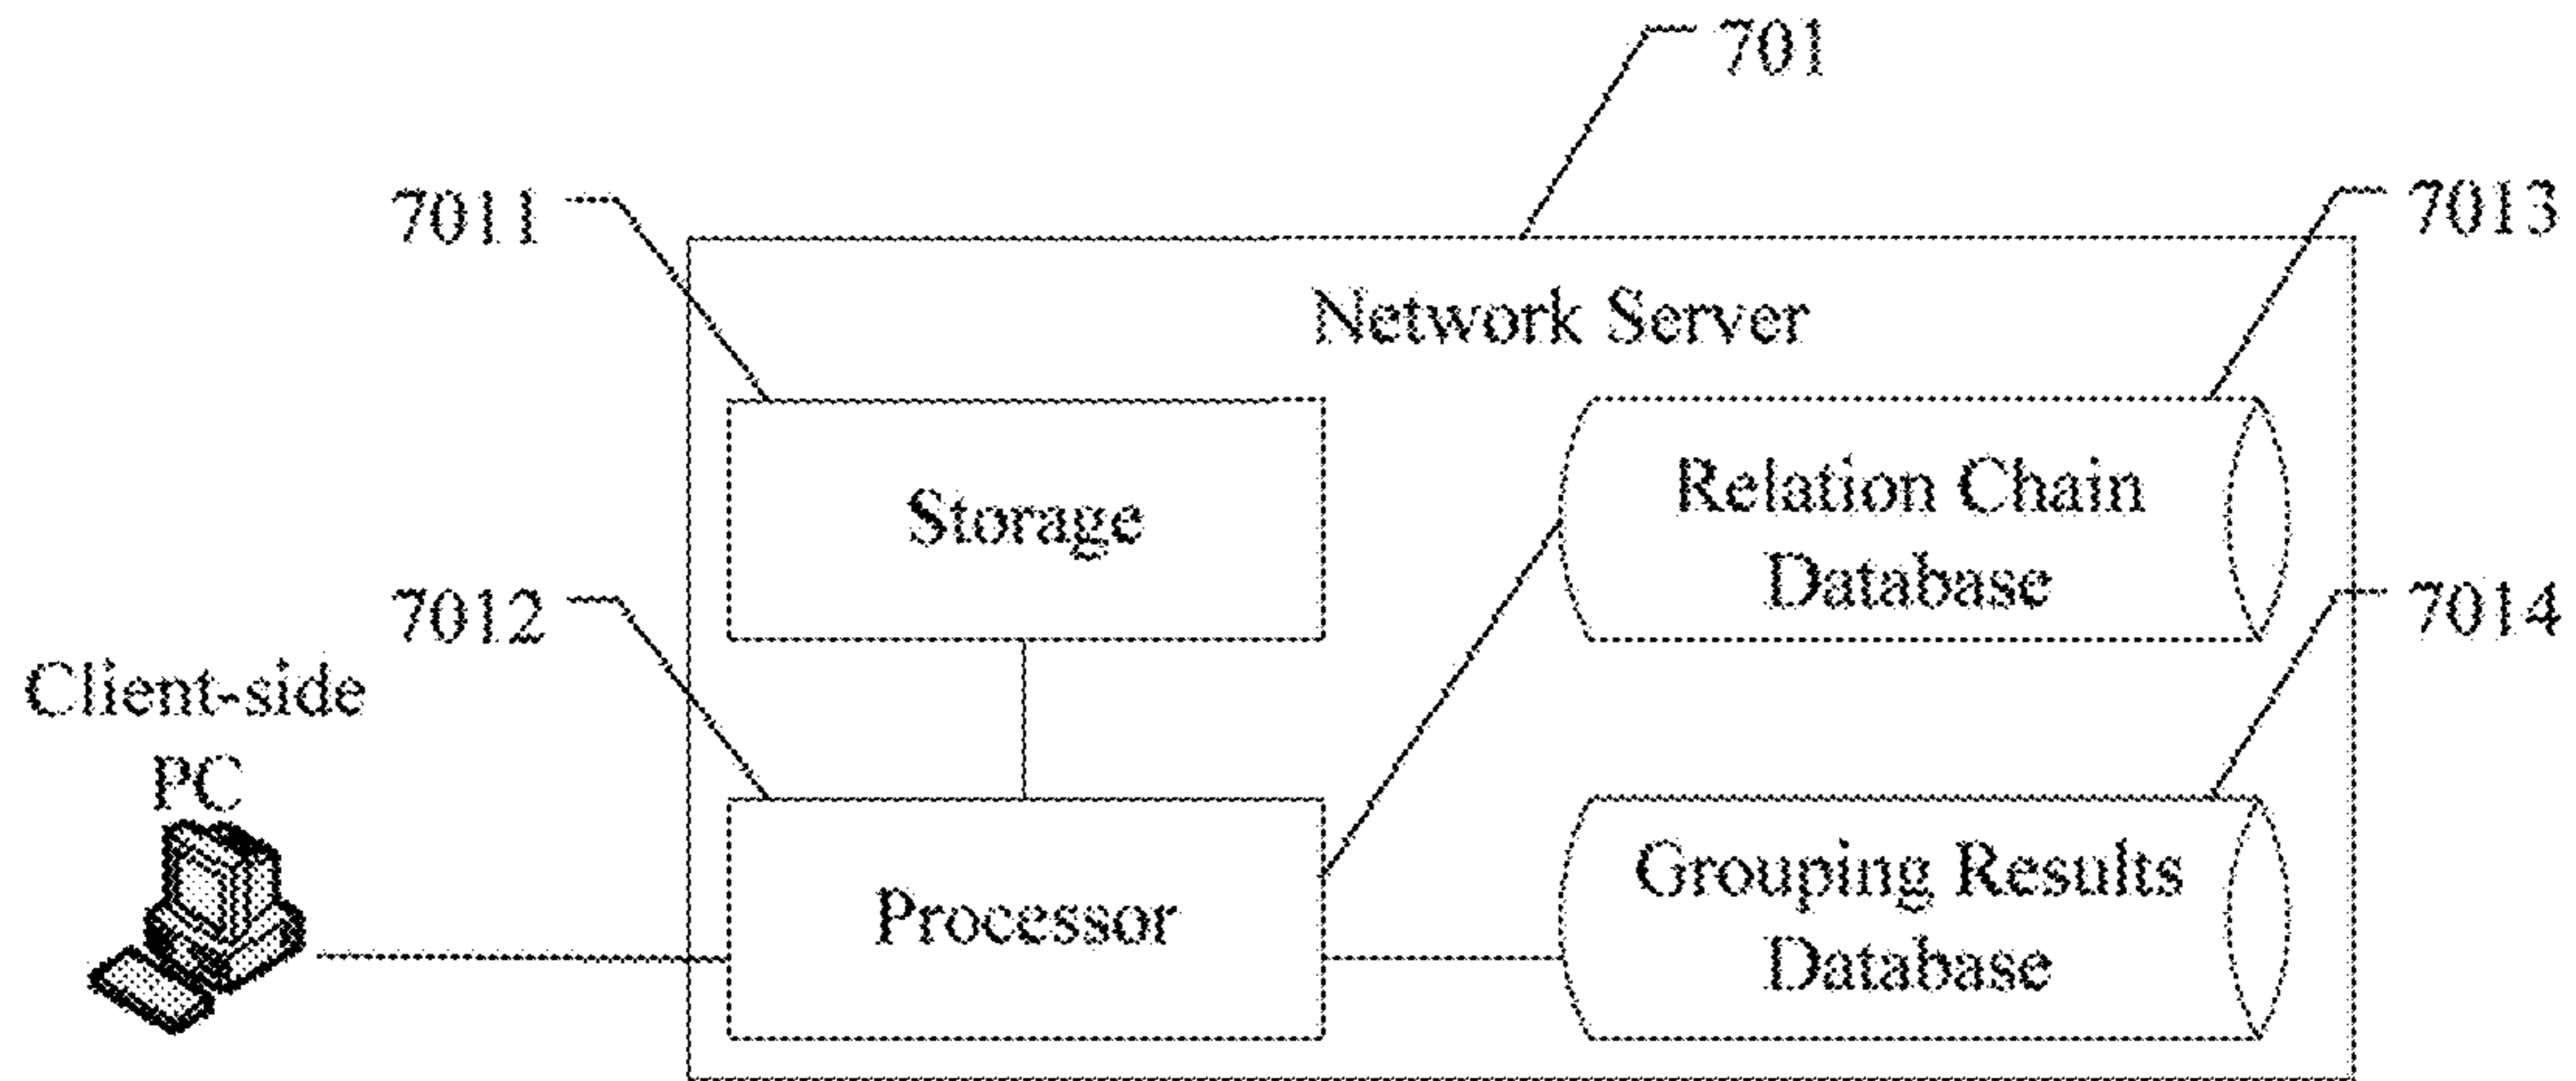 701
7011
7013
Network Server
Storage
Relation Chain
Database
7012
7014
Client-side
PC
Processor
Grouping Results
Database